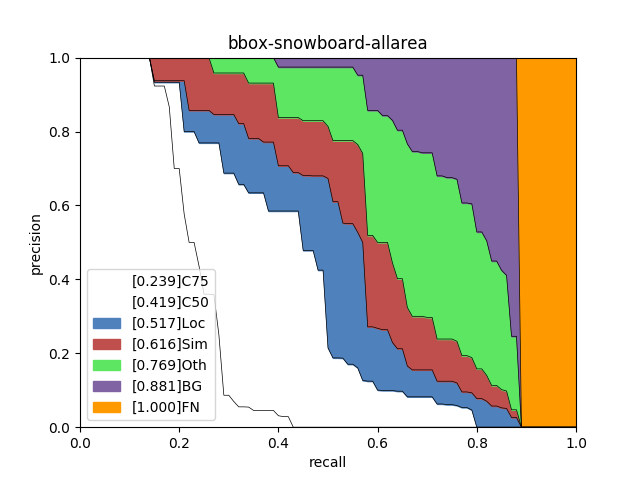 bbox-snowboard-allarea
1.0
0.8
0.6
0.4
0.2
0.0
precision
[0.239]C75
[0.419]C50
[0.517]Loc
[0.616]Sim
[0.769]Oth
[0.881]BG
[1.000]FN
0.0 0.2 0.4 0.6 0.8 1.0
recall